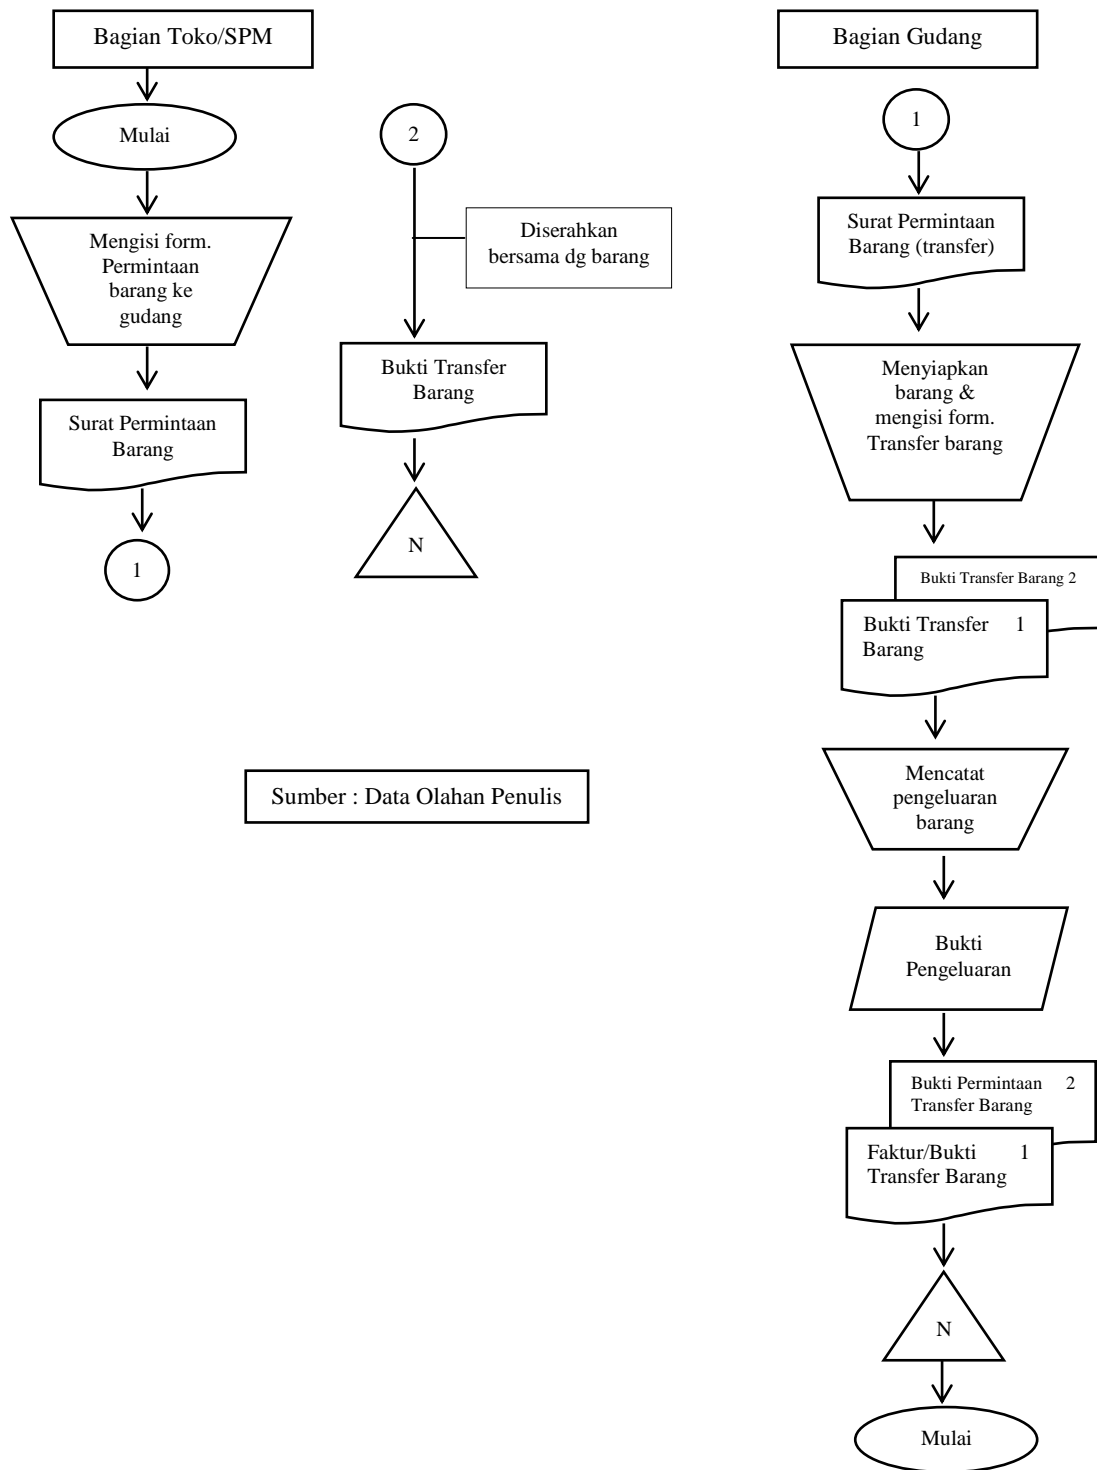 Bagian Toko/SPM
Mulai
Mengisi form.
Permintaan
barang ke
gudang
Surat Permintaan
Barang
1
2
Diserahkan
bersama dg barang
Bukti Transfer
Barang
N
Sumber : Data Olahan Penulis
Bagian Gudang
1
Surat Permintaan
Barang (transfer)
Menyiapkan
barang &
mengisi form.
Transfer barang
Bukti Transfer Barang 2
Bukti Transfer 1
Barang
Mencatat
pengeluaran
barang
Bukti
Pengeluaran
Bukti Permintaan 2
Transfer Barang
Faktur/Bukti 1
Transfer Barang
N
Mulai